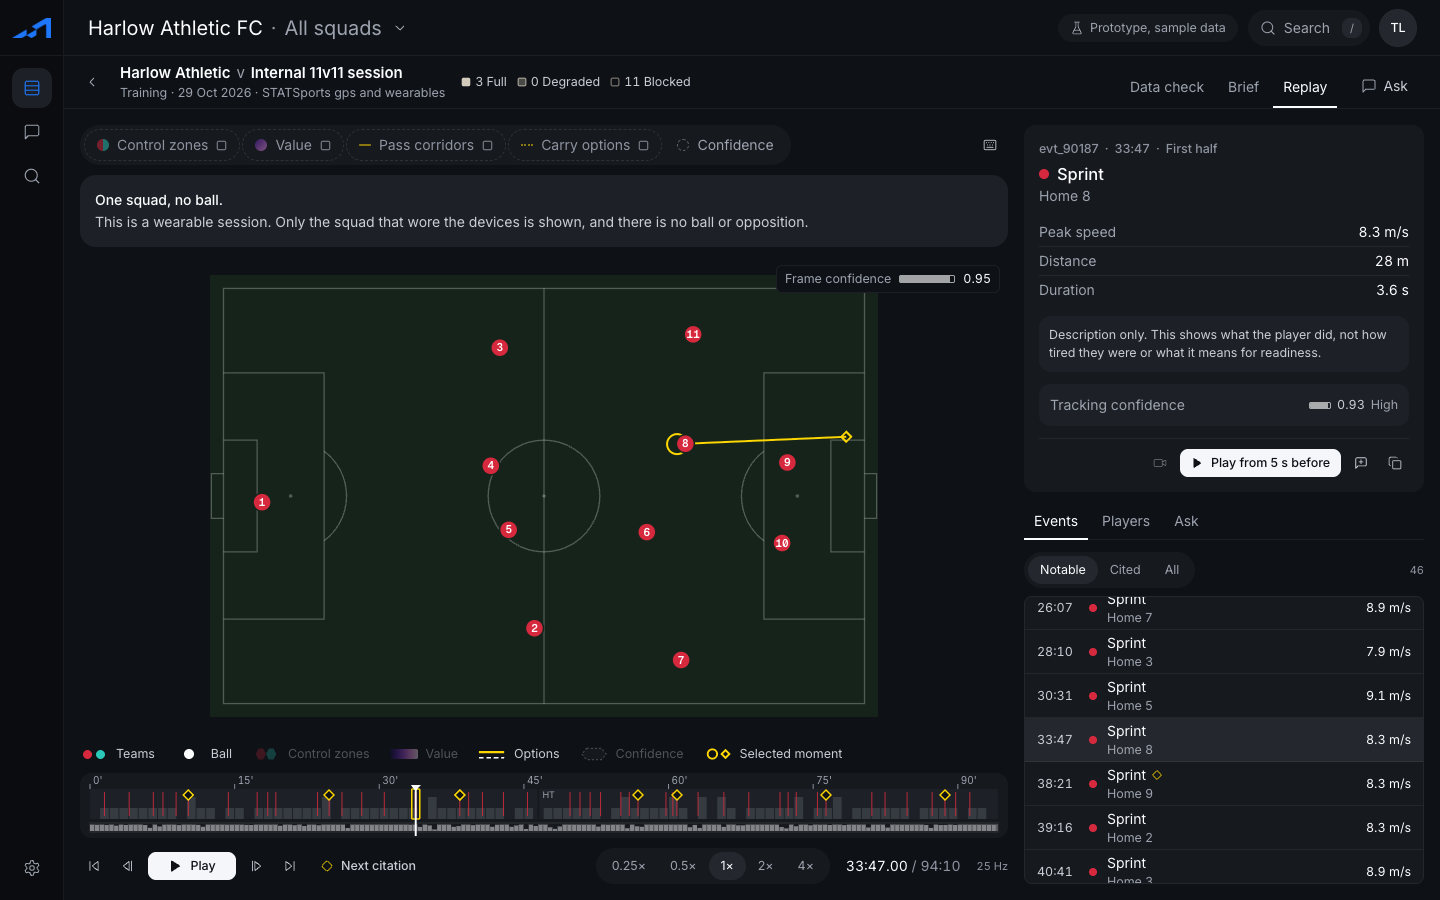 Harlow Athletic FC · All squads
Prototype, sample data
Search /
TL
Harlow Athletic v Internal 11v11 session
Training · 29 Oct 2026 · STATSports gps and wearables
3 Full
0 Degraded
11 Blocked
Data check
Brief
Replay
Ask
Control zones
Value
Pass corridors
Carry options
Confidence
One squad, no ball.
This is a wearable session. Only the squad that wore the devices is shown, and there is no ball or opposition.
Frame confidence 0.95
3
11
8
4
9
1
5
6
10
2
7
Teams
Ball
Control zones
Value
Options
Confidence
Selected moment
0'
15'
30'
45'
60'
75'
90'
HT
Play
Next citation
0.25×
0.5×
1×
2×
4×
33:47.00 / 94:10
25 Hz
evt_90187 · 33:47 · First half
Sprint
Home 8
Peak speed 8.3 m/s
Distance 28 m
Duration 3.6 s
Description only. This shows what the player did, not how
tired they were or what it means for readiness.
Tracking confidence 0.93 High
Play from 5 s before
Events
Players
Ask
Notable
Cited
All
46
26:07 Sprint 8.9 m/s
Home 7
28:10 Sprint 7.9 m/s
Home 3
30:31 Sprint 9.1 m/s
Home 5
33:47 Sprint 8.3 m/s
Home 8
38:21 Sprint 8.3 m/s
Home 9
39:16 Sprint 8.3 m/s
Home 2
40:41 Sprint 8.9 m/s
Home 3